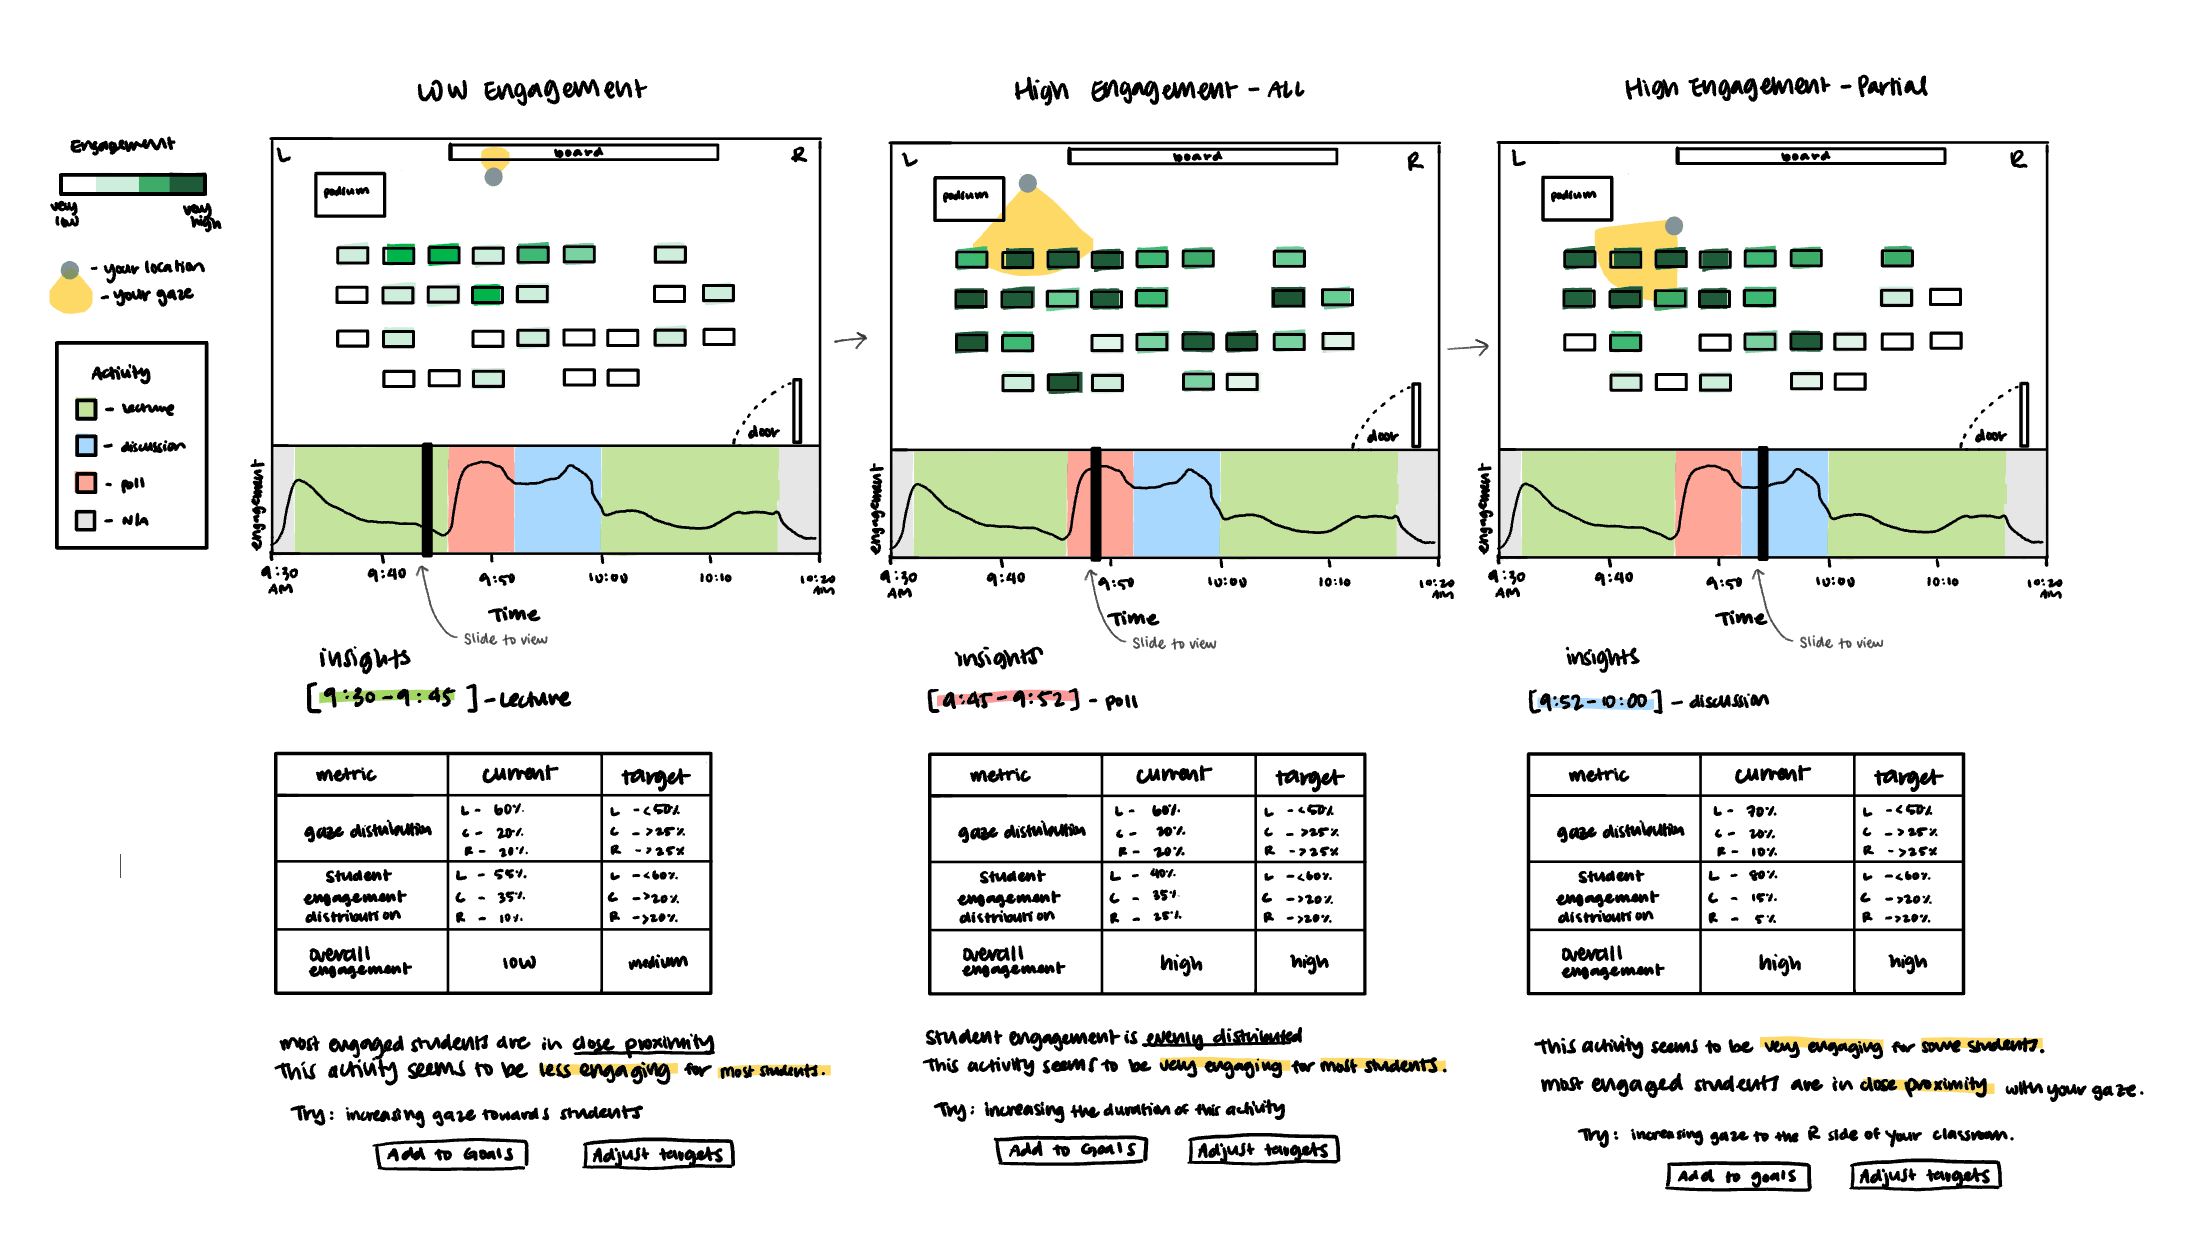 LOW Engagement
High Engagement - ALL
High Engagement - Partial
Engagement
very low
very high
- your location
- your gaze
Activity
- lecture
- discussion
- poll
- N/A
L
board
R
podium
door
engagement
9:30 AM
9:40
9:50
10:00
10:10
10:20 AM
Time
Slide to view
L
board
R
podium
door
engagement
9:30 AM
9:40
9:50
10:00
10:10
10:20 AM
Time
Slide to view
L
board
R
podium
door
engagement
9:30 AM
9:40
9:50
10:00
10:10
10:20 AM
Time
Slide to view
insights
[9:30-9:45] - Lecture
metric current target
gaze distribution
L - 60% L - <50%
C - 20% C - >25%
R - 20% R - >25%
Student engagement distribution
L - 55% L - <60%
C - 35% C - >20%
R - 10% R - >20%
overall engagement low medium
most engaged students are in close proximity
This activity seems to be less engaging for most students.
Try: increasing gaze towards students
Add to Goals
Adjust targets
insights
[9:45-9:52] - poll
metric current target
gaze distribution
L - 60% L - <50%
C - 20% C - >25%
R - 20% R - >25%
Student engagement distribution
L - 40% L - <60%
C - 35% C - >20%
R - 25% R - >20%
overall engagement high high
Student engagement is evenly distributed
This activity seems to be very engaging for most students.
Try: increasing the duration of this activity
Add to Goals
Adjust targets
insights
[9:52-10:00] - discussion
metric current target
gaze distribution
L - 70% L - <50%
C - 20% C - >25%
R - 10% R - >25%
Student engagement distribution
L - 80% L - <60%
C - 15% C - >20%
R - 5% R - >20%
overall engagement high high
This activity seems to be very engaging for some students.
most engaged students are in close proximity with your gaze.
Try: increasing gaze to the R side of your classroom.
Add to goals
Adjust targets